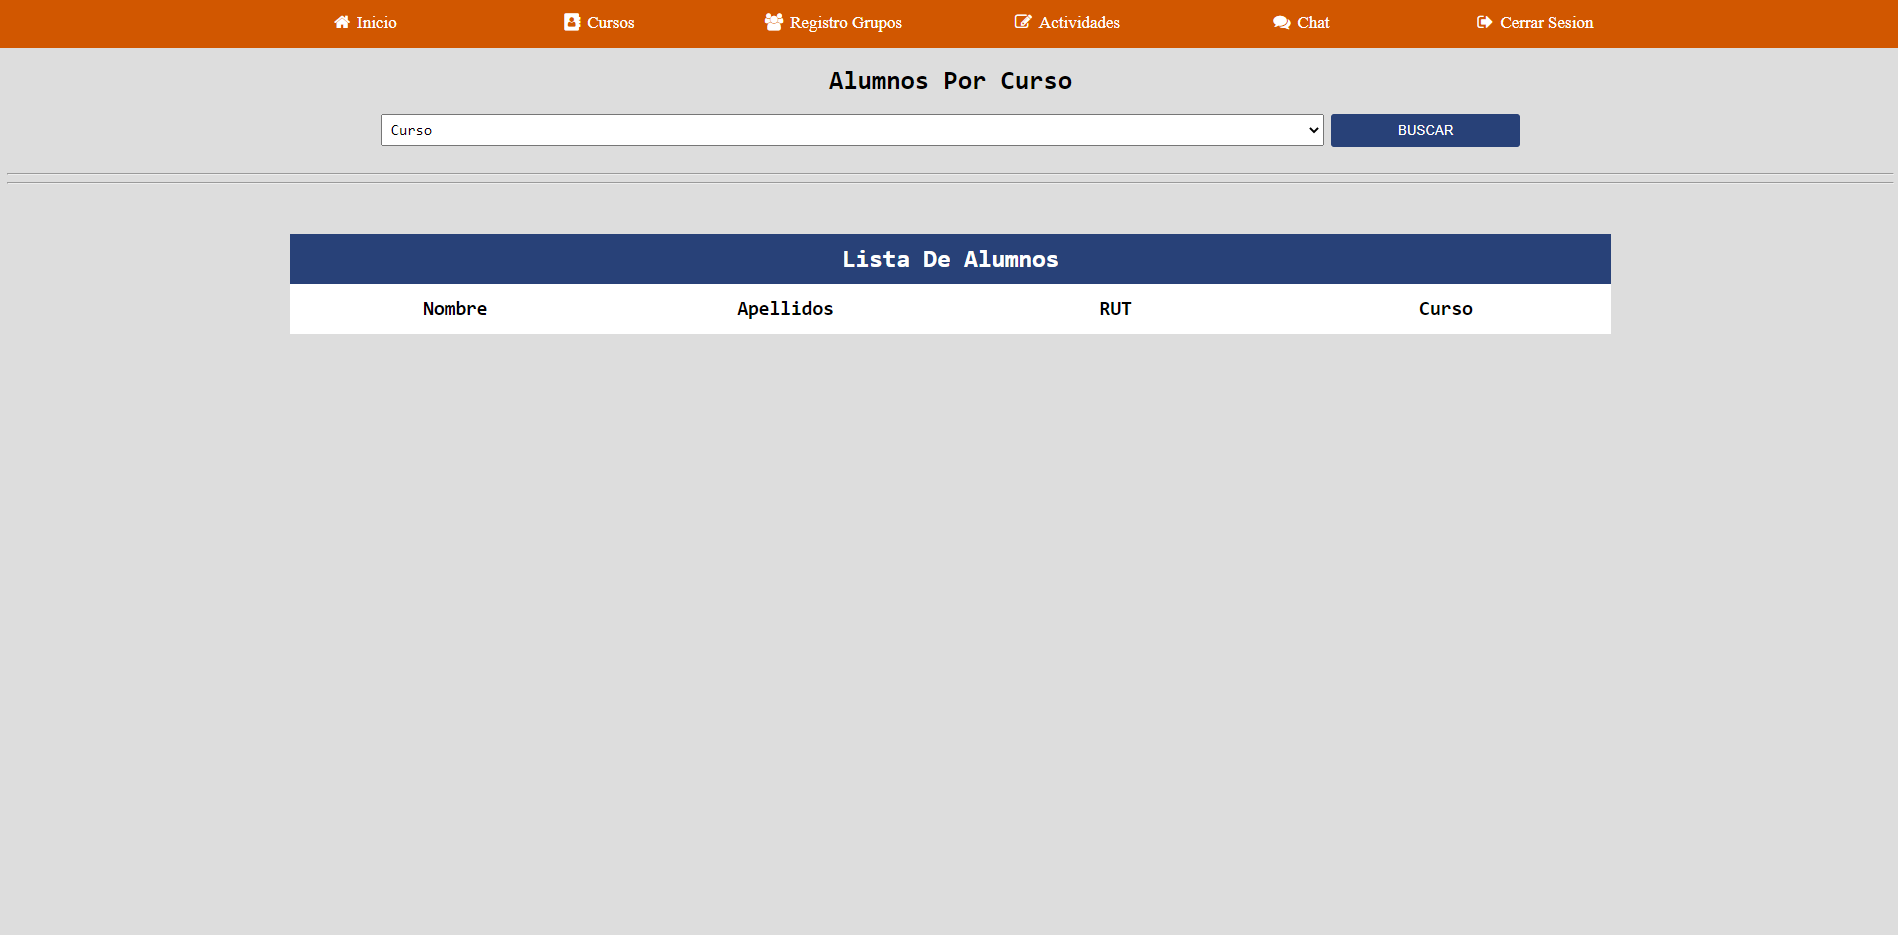 Inicio Cursos Registro Grupos Actividades Chat Cerrar Sesion
Alumnos Por Curso
Curso BUSCAR
Lista De Alumnos
Nombre Apellidos RUT Curso